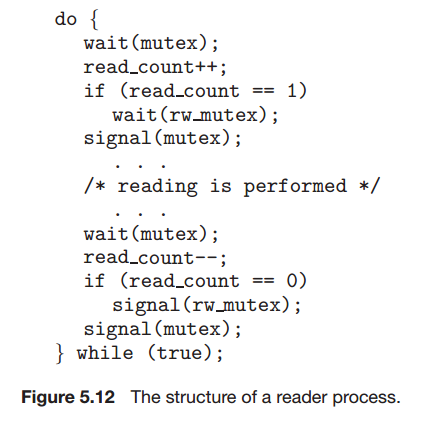 do {
wait(mutex);
read_count++;
if (read_count == 1)
wait(rw_mutex);
signal(mutex);
. . .
/* reading is performed */
. . .
wait(mutex);
read_count--;
if (read_count == 0)
signal(rw_mutex);
signal(mutex);
} while (true);
Figure 5.12 The structure of a reader process.